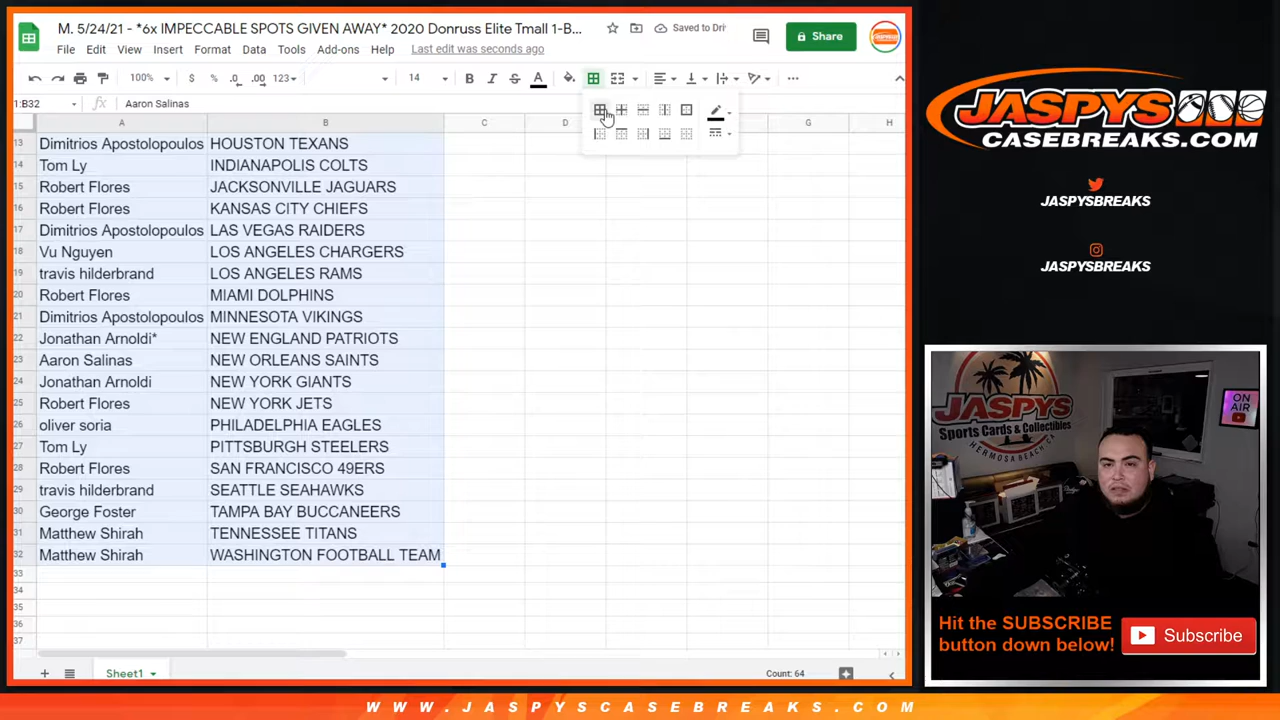 M. 5/24/21 - *6x IMPECCABLE SPOTS GIVEN AWAY* 2020 Donruss Elite Tmall 1-B...
Saved to Dri
Share
File Edit View Insert Format Data Tools Add-ons Help Last edit was seconds ago
100% $ % .0 .00 123 14 B I S A
1:B32 fx Aaron Salinas
A B C D G H
13 Dimitrios Apostolopoulos HOUSTON TEXANS
14 Tom Ly INDIANAPOLIS COLTS
15 Robert Flores JACKSONVILLE JAGUARS
16 Robert Flores KANSAS CITY CHIEFS
17 Dimitrios Apostolopoulos LAS VEGAS RAIDERS
18 Vu Nguyen LOS ANGELES CHARGERS
19 travis hilderbrand LOS ANGELES RAMS
20 Robert Flores MIAMI DOLPHINS
21 Dimitrios Apostolopoulos MINNESOTA VIKINGS
22 Jonathan Arnoldi* NEW ENGLAND PATRIOTS
23 Aaron Salinas NEW ORLEANS SAINTS
24 Jonathan Arnoldi NEW YORK GIANTS
25 Robert Flores NEW YORK JETS
26 oliver soria PHILADELPHIA EAGLES
27 Tom Ly PITTSBURGH STEELERS
28 Robert Flores SAN FRANCISCO 49ERS
29 travis hilderbrand SEATTLE SEAHAWKS
30 George Foster TAMPA BAY BUCCANEERS
31 Matthew Shirah TENNESSEE TITANS
32 Matthew Shirah WASHINGTON FOOTBALL TEAM
33
34
35
36
37
Sheet1
Count: 64
JASPYS
CASEBREAKS.COM
JASPYSBREAKS
JASPYSBREAKS
JASPYS
Sports Cards & Collectibles
HERMOSA BEACH CA
ON AIR
Hit the SUBSCRIBE
button down below!
Subscribe
WWW.JASPYSCASEBREAKS.COM